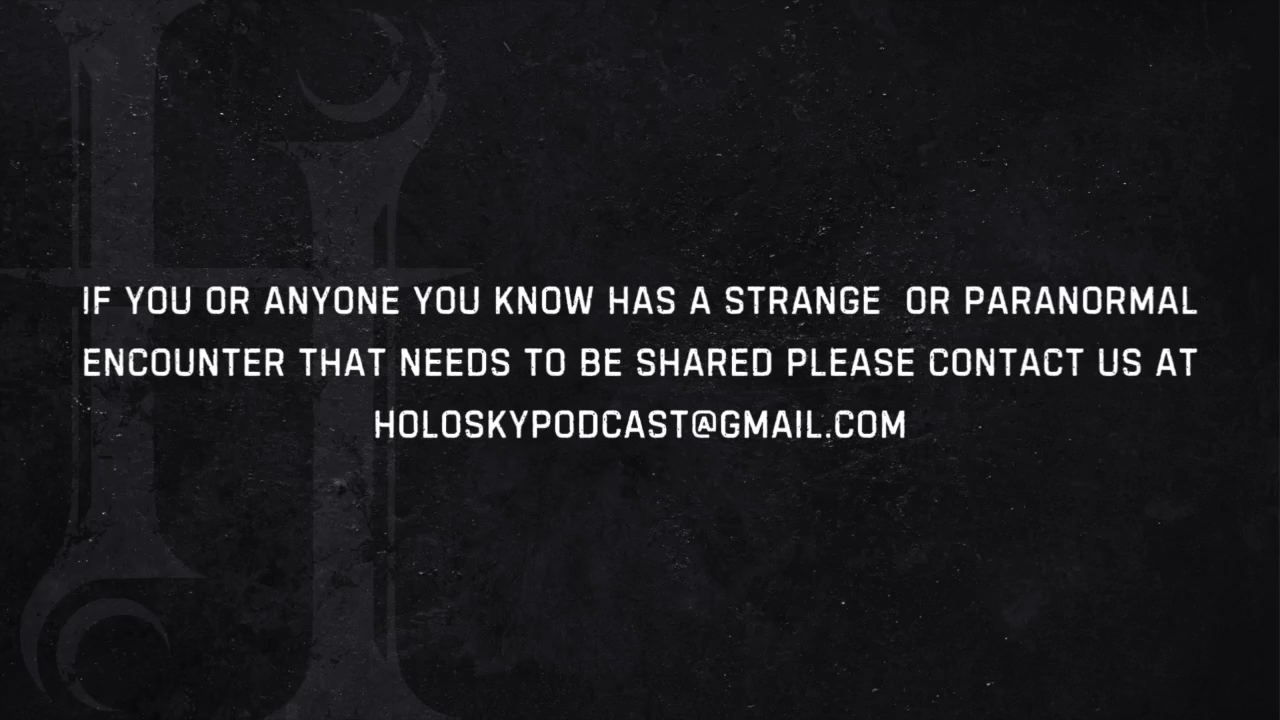 IF YOU OR ANYONE YOU KNOW HAS A STRANGE  OR PARANORMAL
ENCOUNTER THAT NEEDS TO BE SHARED PLEASE CONTACT US AT
HOLOSKYPODCAST@GMAIL.COM